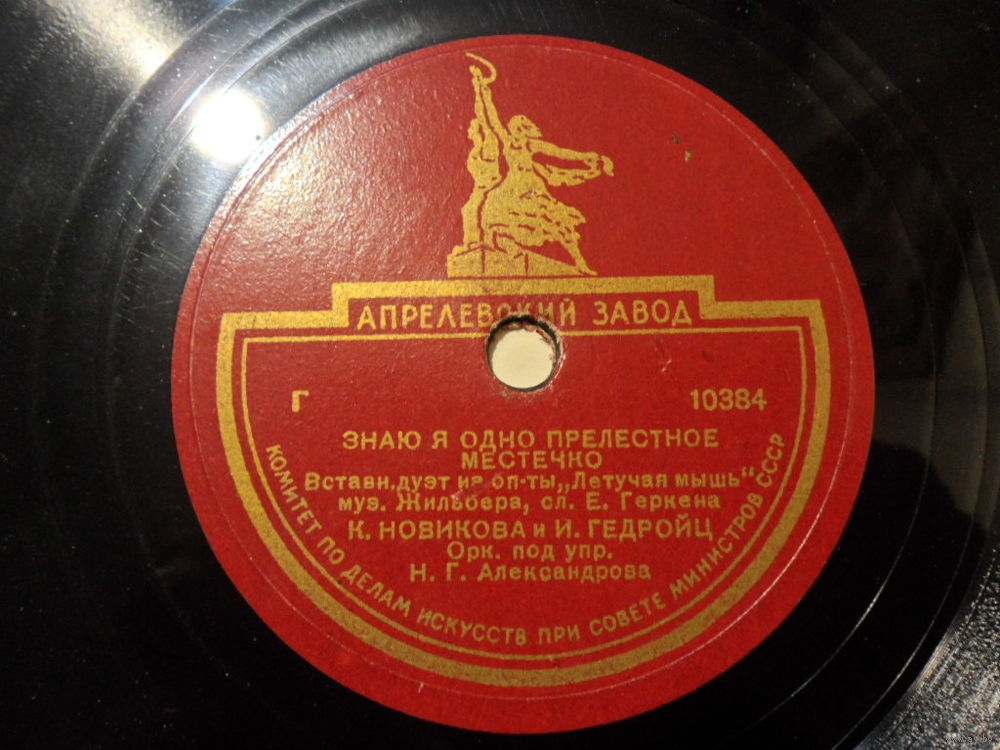 АПРЕЛЕВСКИЙ ЗАВОД
Г 10384
ЗНАЮ Я ОДНО ПРЕЛЕСТНОЕ
МЕСТЕЧКО
Вставн. дуэт из оп-ты „Летучая мышь“
муз. Жильбера, сл. Е. Геркена
К. НОВИКОВА и И. ГЕДРОЙЦ
Орк. под упр.
Н. Г. Александрова
КОМИТЕТ ПО ДЕЛАМ ИСКУССТВ ПРИ СОВЕТЕ МИНИСТРОВ СССР